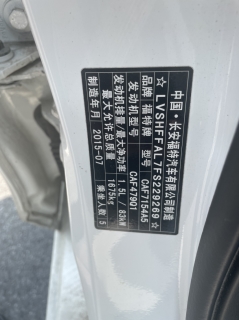 中国·长安福特汽车有限公司制造
☆LVSHFFAL7FS229269☆
品牌 福特牌 型号 CAF7154A5
发动机型号 CAF479Q1
发动机排量/最大净功率 1.5L/83kW
最大允许总质量 1675kg
制造年月 2015-07 乘坐人数 5